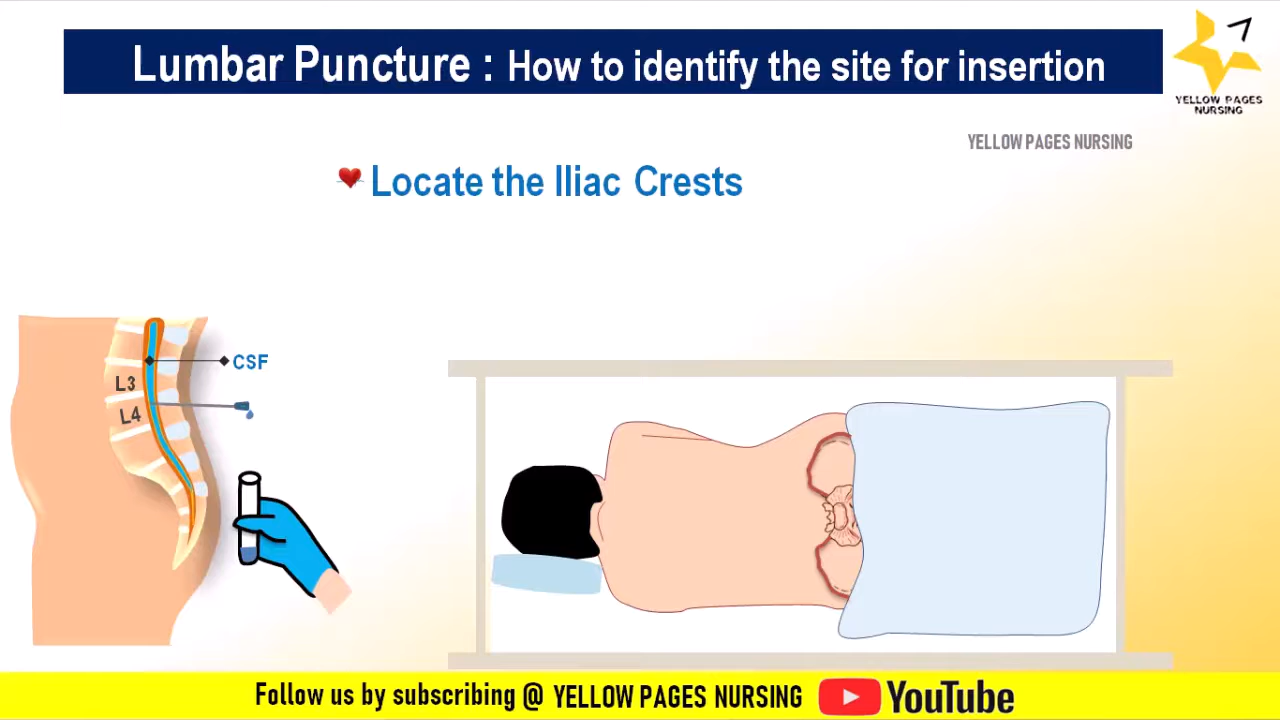 Lumbar Puncture : How to identify the site for insertion
YELLOW PAGES
NURSING
YELLOW PAGES NURSING
Locate the Iliac Crests
CSF
L3
L4
Follow us by subscribing @ YELLOW PAGES NURSING YouTube